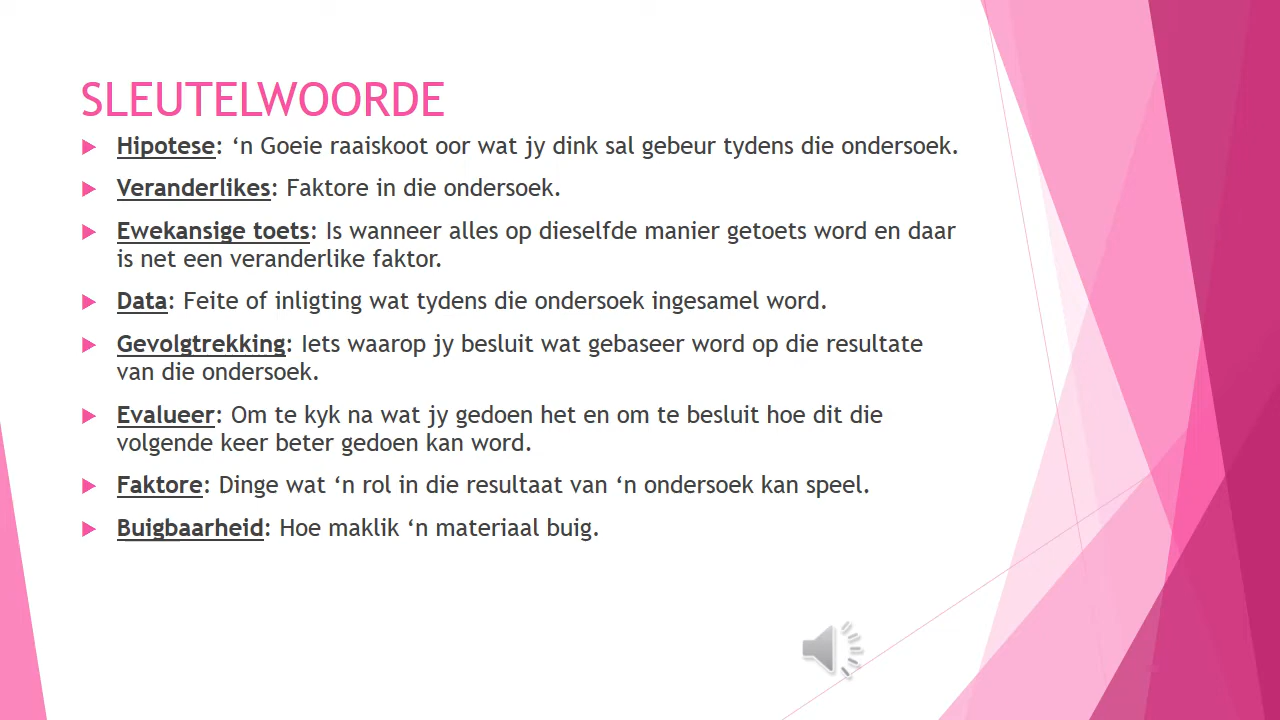 SLEUTELWOORDE
Hipotese: ‘n Goeie raaiskoot oor wat jy dink sal gebeur tydens die ondersoek.
Veranderlikes: Faktore in die ondersoek.
Ewekansige toets: Is wanneer alles op dieselfde manier getoets word en daar
is net een veranderlike faktor.
Data: Feite of inligting wat tydens die ondersoek ingesamel word.
Gevolgtrekking: Iets waarop jy besluit wat gebaseer word op die resultate
van die ondersoek.
Evalueer: Om te kyk na wat jy gedoen het en om te besluit hoe dit die
volgende keer beter gedoen kan word.
Faktore: Dinge wat ‘n rol in die resultaat van ‘n ondersoek kan speel.
Buigbaarheid: Hoe maklik ‘n materiaal buig.